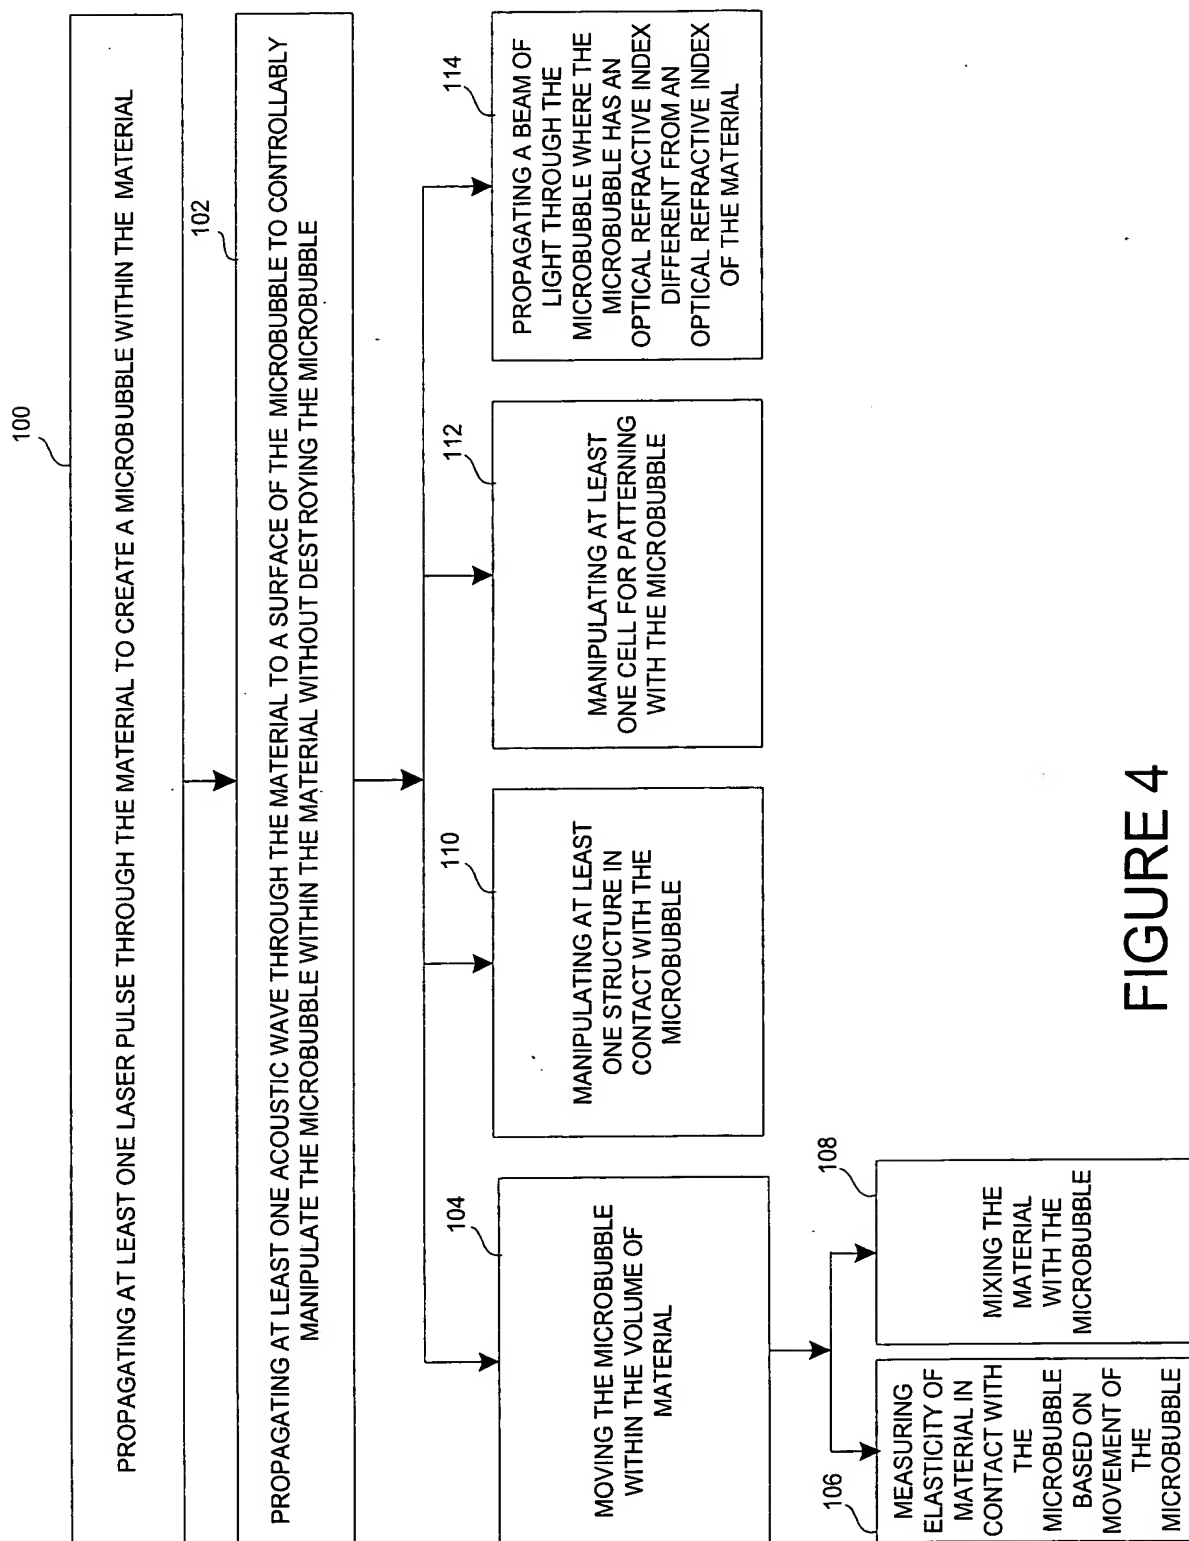 100
PROPAGATING AT LEAST ONE LASER PULSE THROUGH THE MATERIAL TO CREATE A MICROBUBBLE WITHIN THE MATERIAL
102
PROPAGATING AT LEAST ONE ACOUSTIC WAVE THROUGH THE MATERIAL TO A SURFACE OF THE MICROBUBBLE TO CONTROLLABLY
MANIPULATE THE MICROBUBBLE WITHIN THE MATERIAL WITHOUT DESTROYING THE MICROBUBBLE
104
MOVING THE MICROBUBBLE
WITHIN THE VOLUME OF
MATERIAL
110
MANIPULATING AT LEAST
ONE STRUCTURE IN
CONTACT WITH THE
MICROBUBBLE
112
MANIPULATING AT LEAST
ONE CELL FOR PATTERNING
WITH THE MICROBUBBLE
114
PROPAGATING A BEAM OF
LIGHT THROUGH THE
MICROBUBBLE WHERE THE
MICROBUBBLE HAS AN
OPTICAL REFRACTIVE INDEX
DIFFERENT FROM AN
OPTICAL REFRACTIVE INDEX
OF THE MATERIAL
106
MEASURING
ELASTICITY OF
MATERIAL IN
CONTACT WITH
THE
MICROBUBBLE
BASED ON
MOVEMENT OF
THE
MICROBUBBLE
108
MIXING THE
MATERIAL
WITH THE
MICROBUBBLE
FIGURE 4